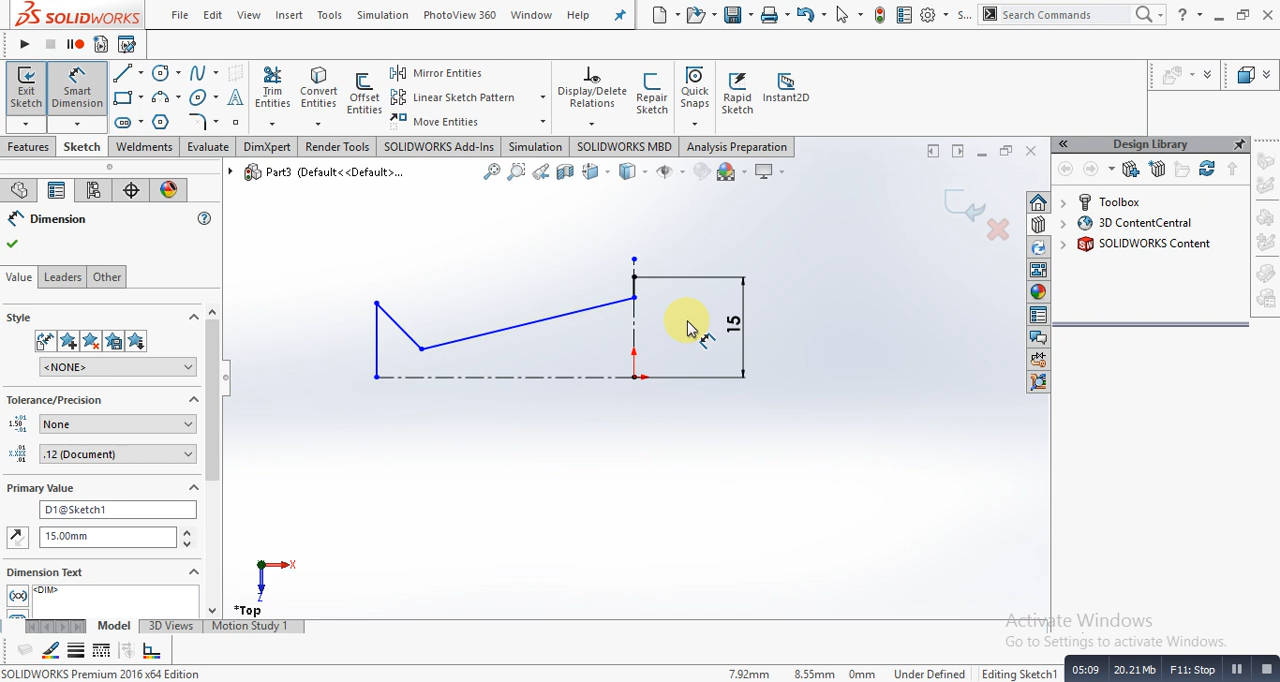 SOLIDWORKS
File Edit View Insert Tools Simulation PhotoView 360 Window Help
S...
Search Commands
Exit Sketch
Smart Dimension
Trim Entities
Convert Entities
Offset Entities
Mirror Entities
Linear Sketch Pattern
Move Entities
Display/Delete Relations
Repair Sketch
Quick Snaps
Rapid Sketch
Instant2D
Features Sketch Weldments Evaluate DimXpert Render Tools SOLIDWORKS Add-Ins Simulation SOLIDWORKS MBD Analysis Preparation
Design Library
Part3 (Default<<Default>...
Toolbox
3D ContentCentral
SOLIDWORKS Content
Dimension
Value Leaders Other
Style
<NONE>
Tolerance/Precision
None
.12 (Document)
Primary Value
D1@Sketch1
15.00mm
Dimension Text
<DIM>
15
X
Z
*Top
Model 3D Views Motion Study 1
Activate Windows
Go to Settings to activate Windows.
SOLIDWORKS Premium 2016 x64 Edition
7.92mm 8.55mm 0mm Under Defined Editing Sketch1
05:09 20.21Mb F11: Stop